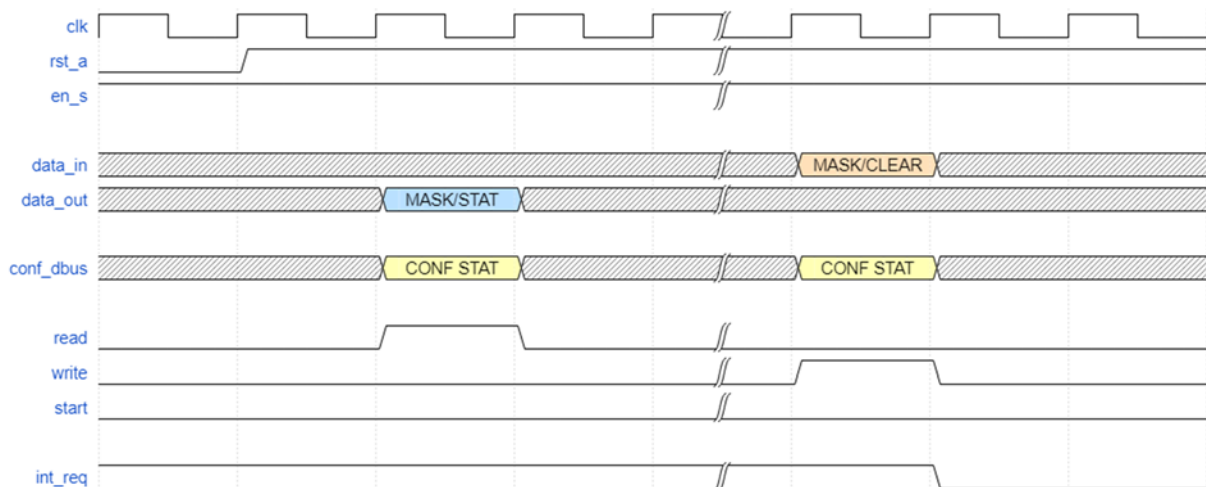 clk
rst_a
en_s
data_in MASK/CLEAR
data_out MASK/STAT
conf_dbus CONF STAT CONF STAT
read
write
start
int_req